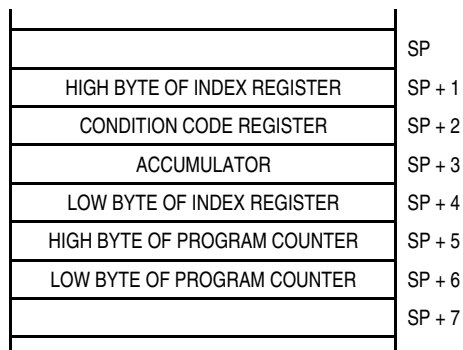 SP
HIGH BYTE OF INDEX REGISTER SP + 1
CONDITION CODE REGISTER SP + 2
ACCUMULATOR SP + 3
LOW BYTE OF INDEX REGISTER SP + 4
HIGH BYTE OF PROGRAM COUNTER SP + 5
LOW BYTE OF PROGRAM COUNTER SP + 6
SP + 7